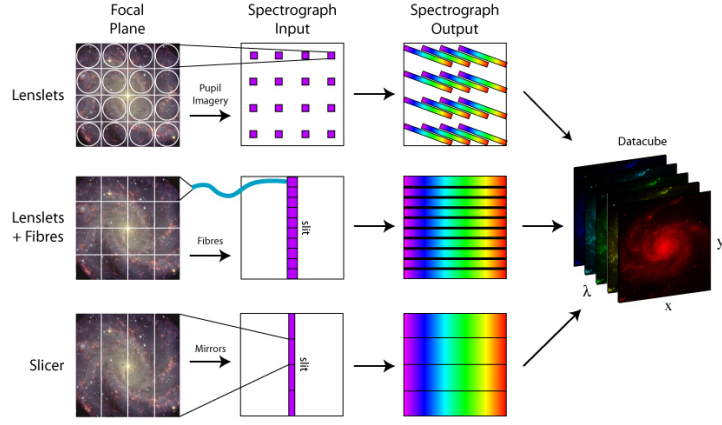 Focal
Plane
Spectrograph
Input
Spectrograph
Output
Lenslets
Pupil
Imagery
Datacube
Lenslets
+ Fibres
Fibres
slit
y
λ
x
Slicer
Mirrors
slit